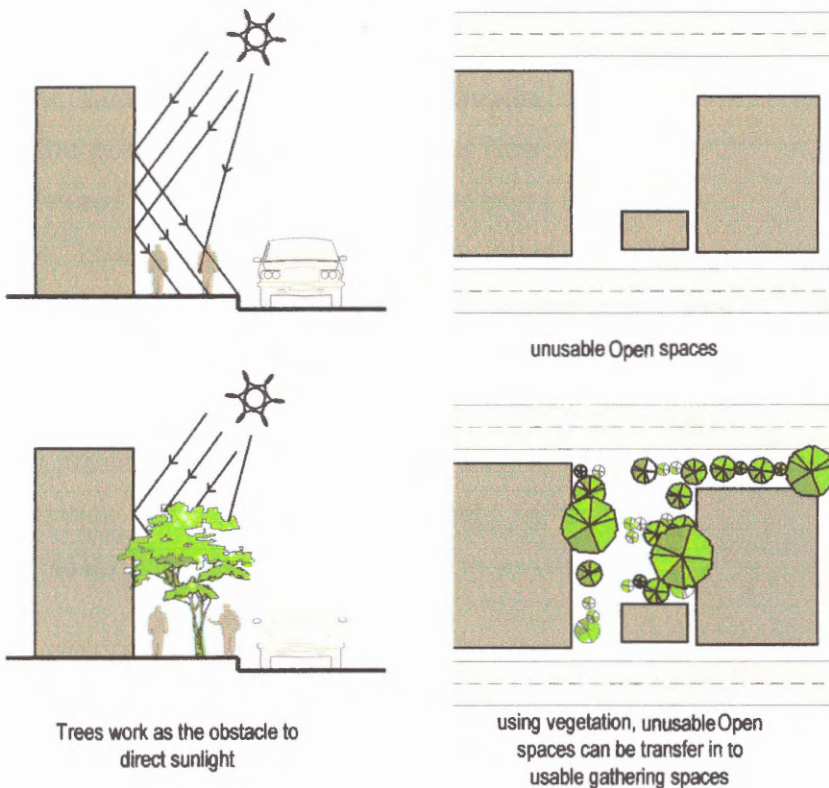 unusable Open spaces
Trees work as the obstacle to
direct sunlight
using vegetation, unusable Open
spaces can be transfer in to
usable gathering spaces